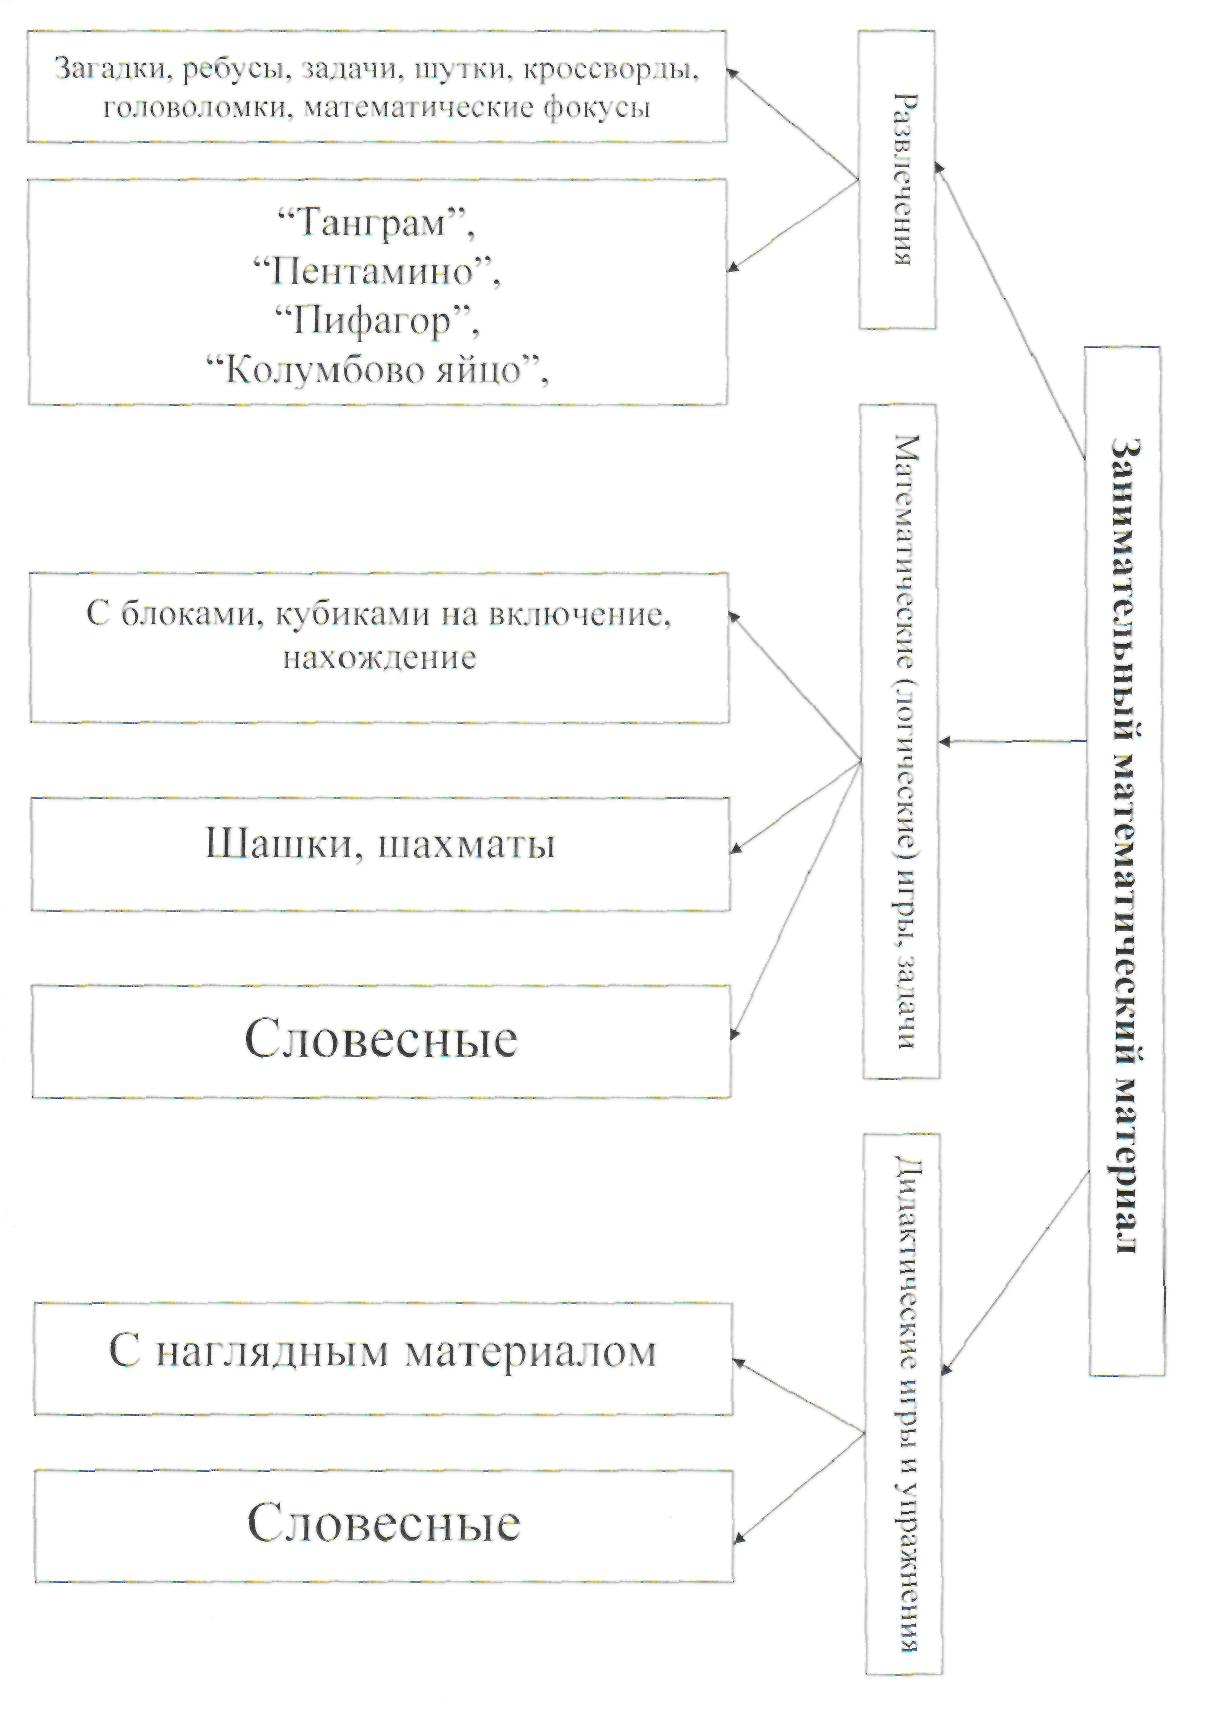 Занимательный математический материал
Развлечения
Загадки, ребусы, задачи, шутки, кроссворды,
головоломки, математические фокусы
“Танграм”,
“Пентамино”,
“Пифагор”,
“Колумбово яйцо”,
Математические (логические) игры, задачи
С блоками, кубиками на включение,
нахождение
Шашки, шахматы
Словесные
Дидактические игры и упражнения
С наглядным материалом
Словесные